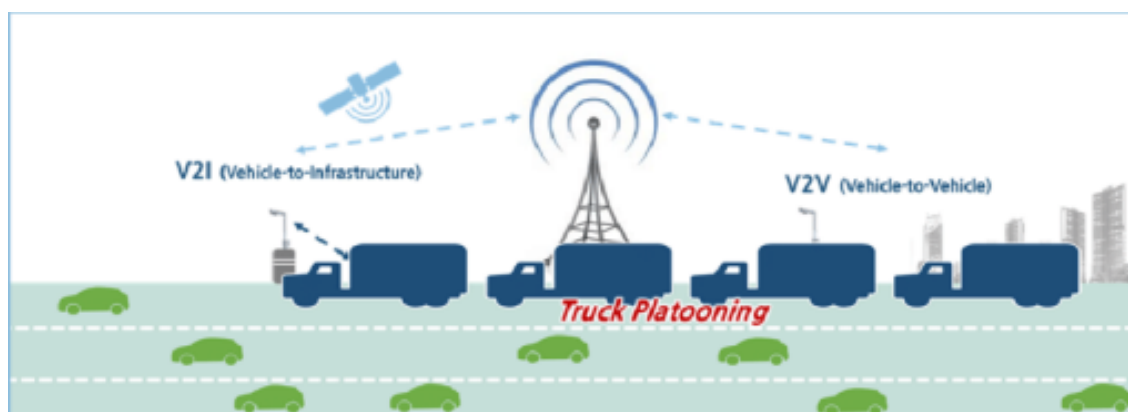 V2I (Vehicle-to-Infrastructure)
V2V (Vehicle-to-Vehicle)
Truck Platooning